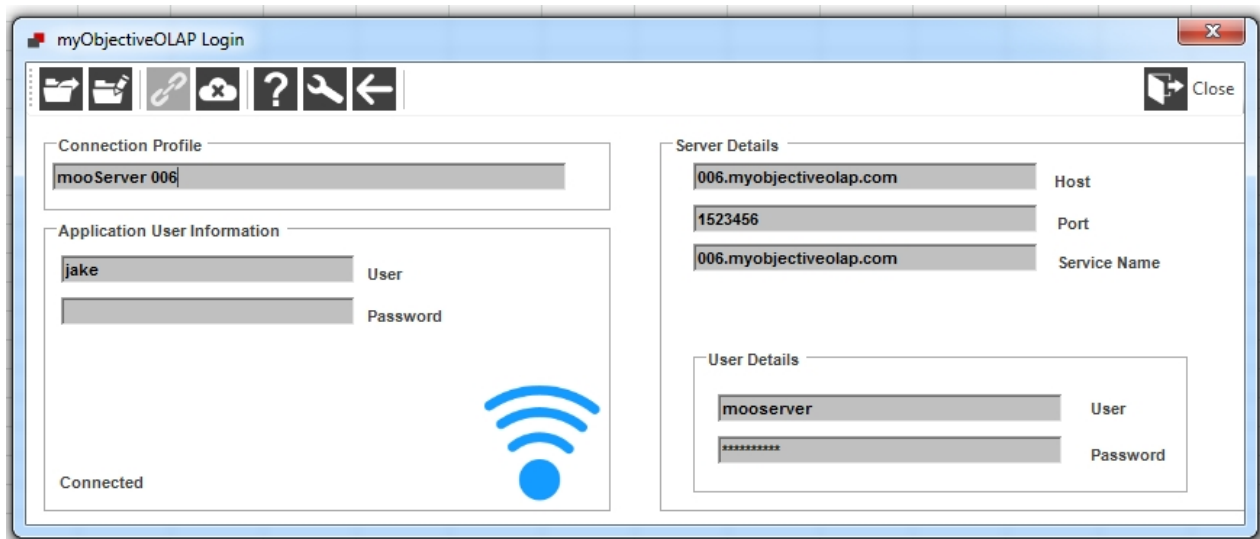 myObjectiveOLAP Login
x
? Close
Connection Profile
mooServer 006
Application User Information
jake User
Password
Connected
Server Details
006.myobjectiveolap.com Host
1523456 Port
006.myobjectiveolap.com Service Name
User Details
mooserver User
********** Password